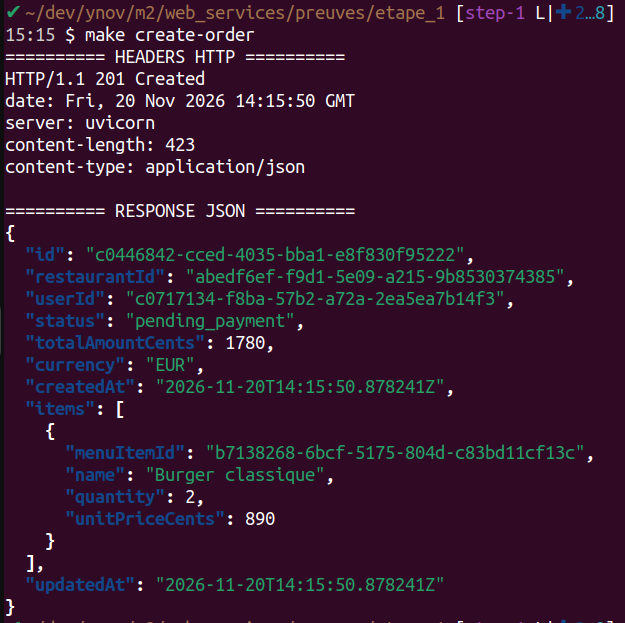 ✔ ~/dev/ynov/m2/web_services/preuves/etape_1 [step-1 L|✚ 2…8]
15:15 $ make create-order
========== HEADERS HTTP ==========
HTTP/1.1 201 Created
date: Fri, 20 Nov 2026 14:15:50 GMT
server: uvicorn
content-length: 423
content-type: application/json

========== RESPONSE JSON ==========
{
  "id": "c0446842-cced-4035-bba1-e8f830f95222",
  "restaurantId": "abedf6ef-f9d1-5e09-a215-9b8530374385",
  "userId": "c0717134-f8ba-57b2-a72a-2ea5ea7b14f3",
  "status": "pending_payment",
  "totalAmountCents": 1780,
  "currency": "EUR",
  "createdAt": "2026-11-20T14:15:50.878241Z",
  "items": [
    {
      "menuItemId": "b7138268-6bcf-5175-804d-c83bd11cf13c",
      "name": "Burger classique",
      "quantity": 2,
      "unitPriceCents": 890
    }
  ],
  "updatedAt": "2026-11-20T14:15:50.878241Z"
}